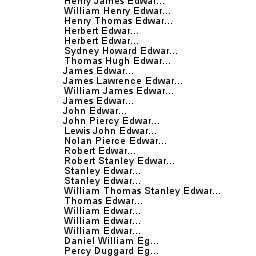 Henry James Edwar...
William Henry Edwar...
Henry Thomas Edwar...
Herbert Edwar...
Herbert Edwar...
Sydney Howard Edwar...
Thomas Hugh Edwar...
James Edwar...
James Lawrence Edwar...
William James Edwar...
James Edwar...
John Edwar...
John Piercy Edwar...
Lewis John Edwar...
Nolan Pierce Edwar...
Robert Edwar...
Robert Stanley Edwar...
Stanley Edwar...
Stanley Edwar...
William Thomas Stanley Edwar...
Thomas Edwar...
William Edwar...
William Edwar...
William Edwar...
Daniel William Eg...
Percy Duggard Eg...